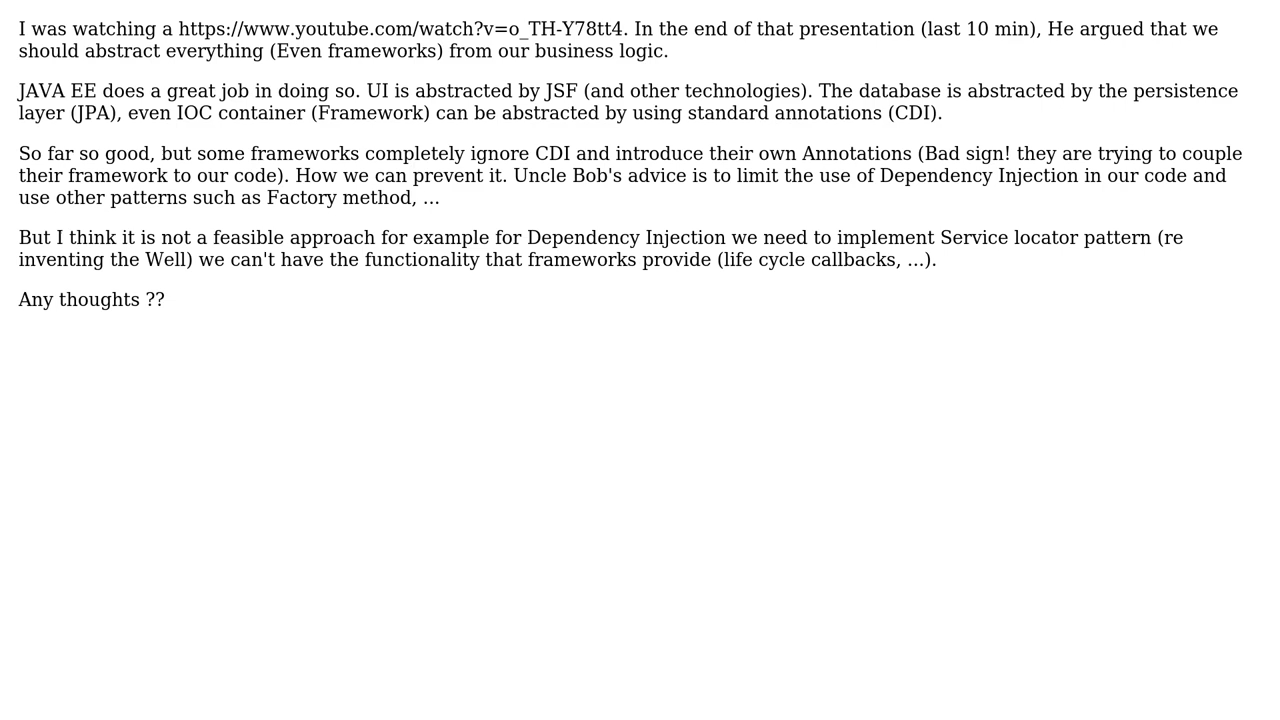 I was watching a https://www.youtube.com/watch?v=o_TH-Y78tt4. In the end of that presentation (last 10 min), He argued that we
should abstract everything (Even frameworks) from our business logic.
JAVA EE does a great job in doing so. UI is abstracted by JSF (and other technologies). The database is abstracted by the persistence
layer (JPA), even IOC container (Framework) can be abstracted by using standard annotations (CDI).
So far so good, but some frameworks completely ignore CDI and introduce their own Annotations (Bad sign! they are trying to couple
their framework to our code). How we can prevent it. Uncle Bob's advice is to limit the use of Dependency Injection in our code and
use other patterns such as Factory method, ...
But I think it is not a feasible approach for example for Dependency Injection we need to implement Service locator pattern (re
inventing the Well) we can't have the functionality that frameworks provide (life cycle callbacks, ...).
Any thoughts ??